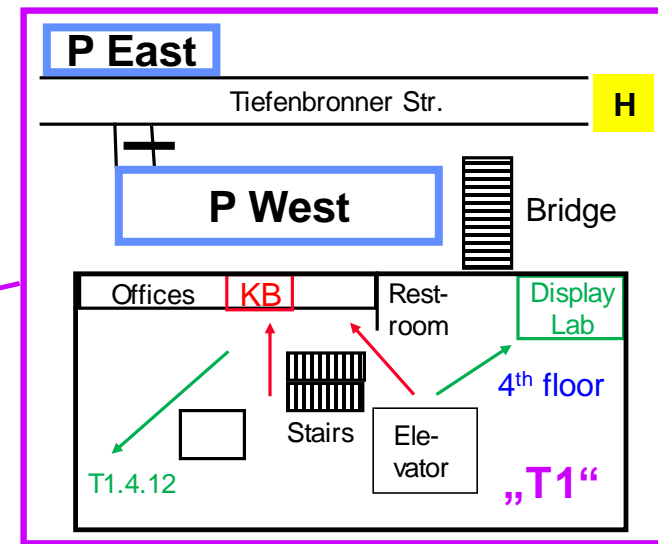 P East
Tiefenbronner Str.
H
P West
Bridge
Offices
KB
Rest-
room
Display
Lab
4th floor
Stairs
Ele-
vator
T1.4.12
„T1“